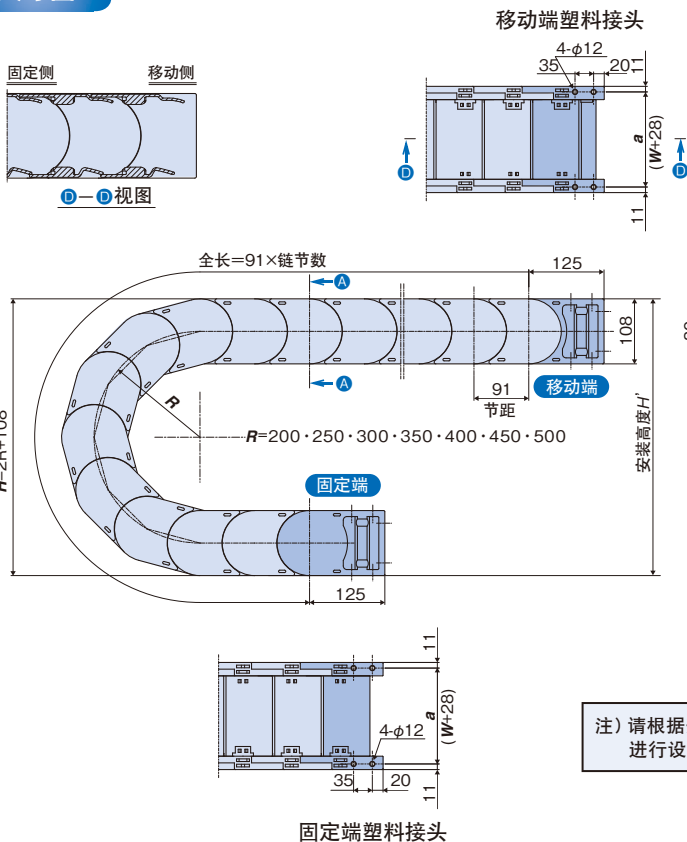 移动端塑料接头
固定侧
移动侧
D—D视图
4-φ12
35
20
11
a
(W+28)
D
D
11
全长=91×链节数
125
A
A
108
91
节距
移动端
R
R=200·250·300·350·400·450·500
H=2R+108
安装高度H'
固定端
125
11
a
(W+28)
4-φ12
35
20
11
固定端塑料接头
注）请根据
进行设